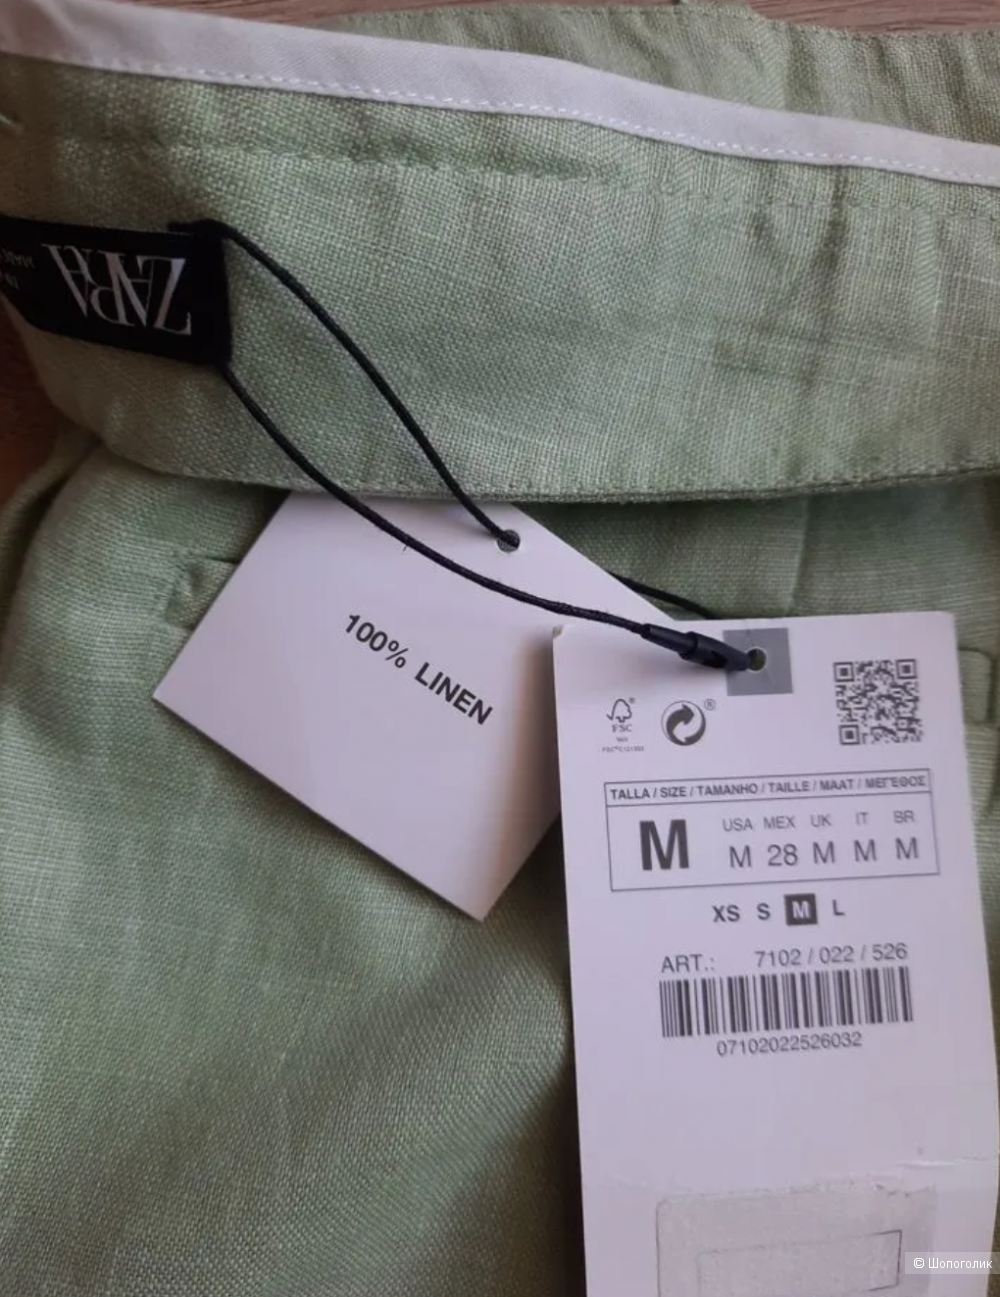 ZARA
100% LINEN
FSC
TALLA / SIZE / TAMANHO / TAILLE / MAAT / ΜΕΓΕΘΟΣ
M
USA MEX UK IT BR
M 28 M M M
XS S M L
ART.: 7102 / 022 / 526
07102022526032
© Шопоголик